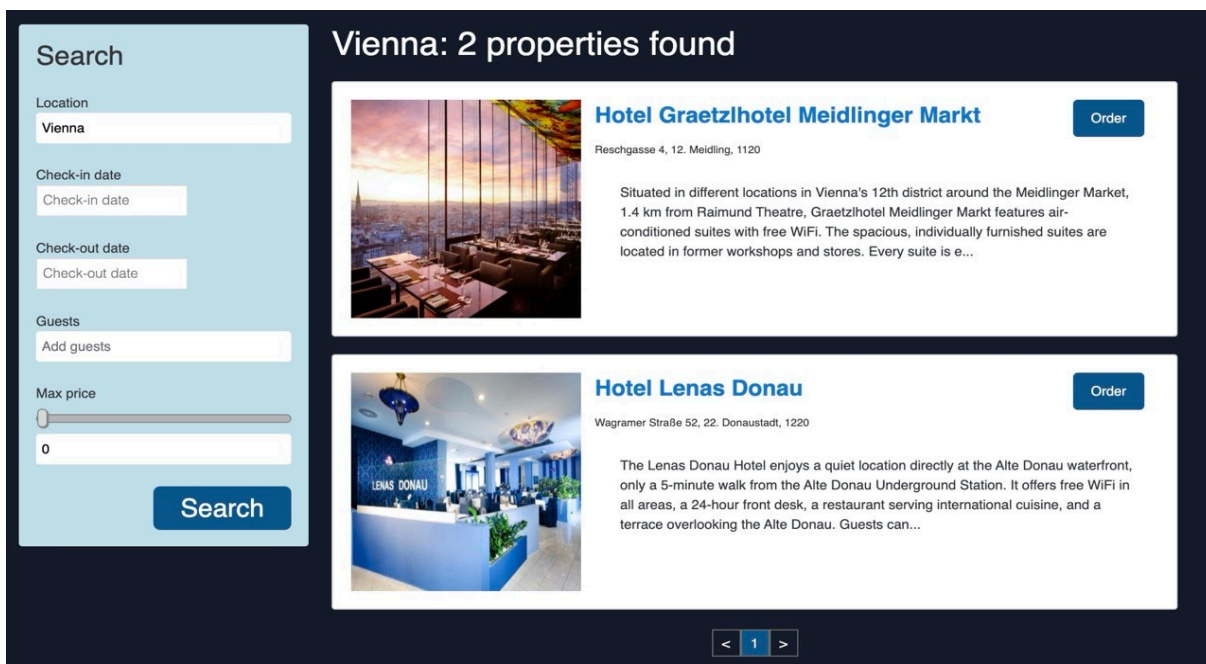 Search
Location
Vienna
Check-in date
Check-in date
Check-out date
Check-out date
Guests
Add guests
Max price
0
Search
Vienna: 2 properties found
Hotel Graetzlhotel Meidlinger Markt
Order
Reschgasse 4, 12. Meidling, 1120
Situated in different locations in Vienna's 12th district around the Meidlinger Market,
1.4 km from Raimund Theatre, Graetzlhotel Meidlinger Markt features air-
conditioned suites with free WiFi. The spacious, individually furnished suites are
located in former workshops and stores. Every suite is e...
LENAS DONAU
Hotel Lenas Donau
Order
Wagramer Straße 52, 22. Donaustadt, 1220
The Lenas Donau Hotel enjoys a quiet location directly at the Alte Donau waterfront,
only a 5-minute walk from the Alte Donau Underground Station. It offers free WiFi in
all areas, a 24-hour front desk, a restaurant serving international cuisine, and a
terrace overlooking the Alte Donau. Guests can...
< 1 >